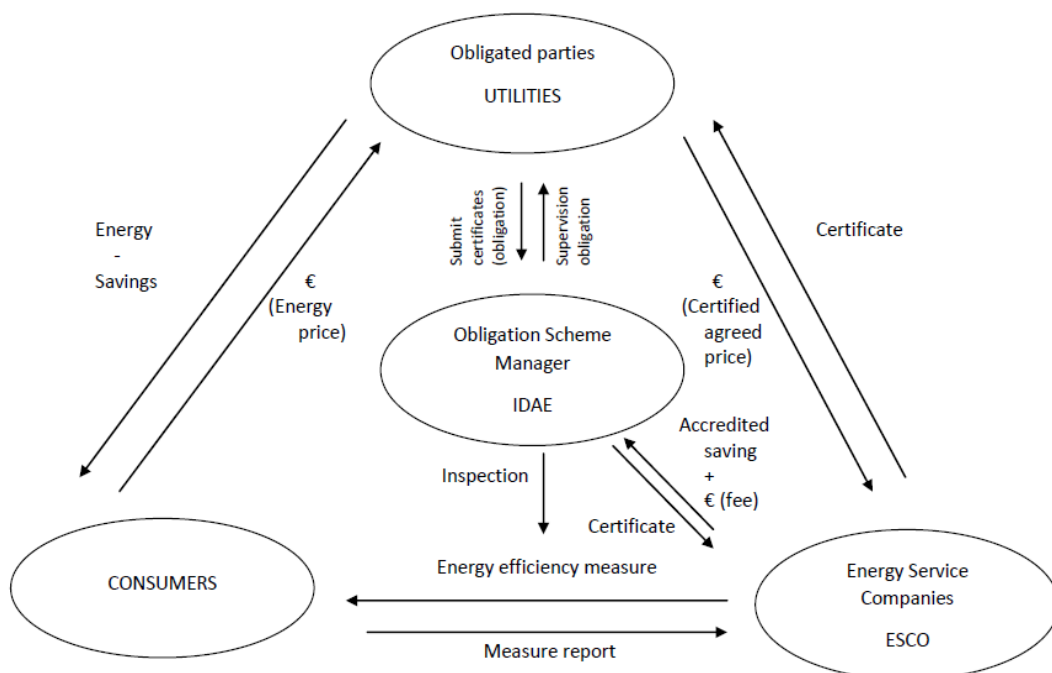 Obligated parties
UTILITIES
Energy
-
Savings
€
(Energy
price)
Submit
certificates
(obligation)
Supervision
obligation
Certificate
€
(Certified
agreed
price)
Obligation Scheme
Manager
IDAE
Accredited
saving
+
€ (fee)
Inspection
Certificate
Energy efficiency measure
CONSUMERS
Energy Service
Companies
ESCO
Measure report